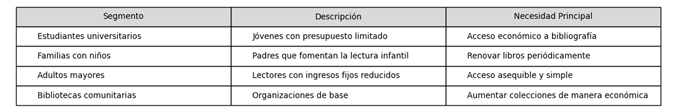 Segmento Descripción Necesidad Principal
Estudiantes universitarios Jóvenes con presupuesto limitado Acceso económico a bibliografía
Familias con niños Padres que fomentan la lectura infantil Renovar libros periódicamente
Adultos mayores Lectores con ingresos fijos reducidos Acceso asequible y simple
Bibliotecas comunitarias Organizaciones de base Aumentar colecciones de manera económica